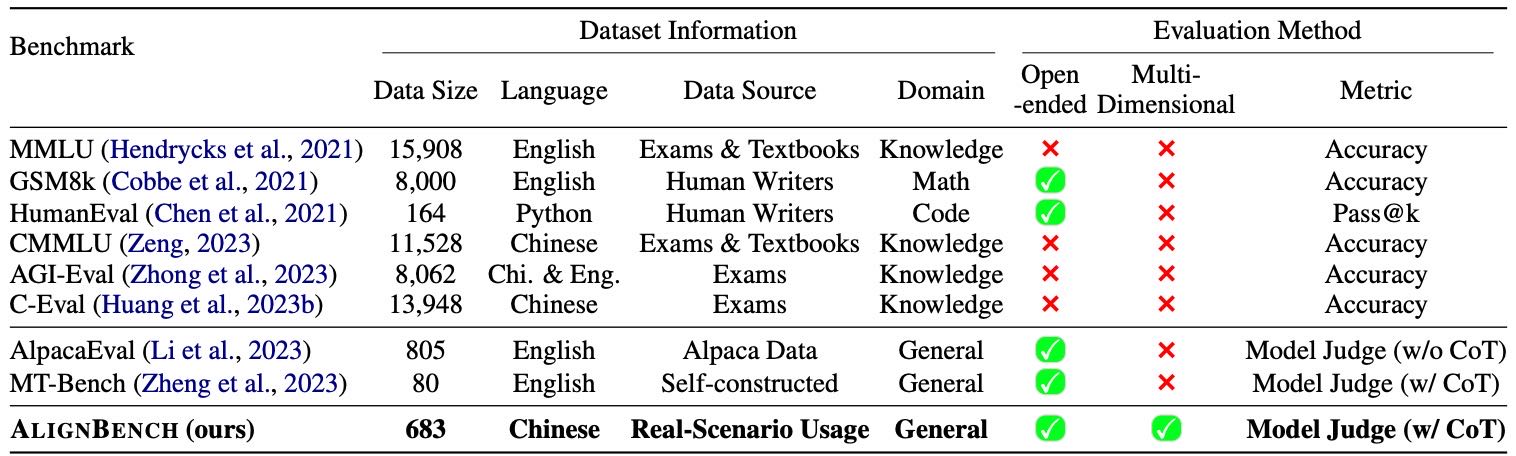 Benchmark Dataset Information Evaluation Method
Data Size Language Data Source Domain Open-ended Multi-Dimensional Metric
MMLU (Hendrycks et al., 2021) 15,908 English Exams & Textbooks Knowledge ✕ ✕ Accuracy
GSM8k (Cobbe et al., 2021) 8,000 English Human Writers Math ✓ ✕ Accuracy
HumanEval (Chen et al., 2021) 164 Python Human Writers Code ✓ ✕ Pass@k
CMMLU (Zeng, 2023) 11,528 Chinese Exams & Textbooks Knowledge ✕ ✕ Accuracy
AGI-Eval (Zhong et al., 2023) 8,062 Chi. & Eng. Exams Knowledge ✕ ✕ Accuracy
C-Eval (Huang et al., 2023b) 13,948 Chinese Exams Knowledge ✕ ✕ Accuracy
AlpacaEval (Li et al., 2023) 805 English Alpaca Data General ✓ ✕ Model Judge (w/o CoT)
MT-Bench (Zheng et al., 2023) 80 English Self-constructed General ✓ ✕ Model Judge (w/ CoT)
ALIGNBENCH (ours) 683 Chinese Real-Scenario Usage General ✓ ✓ Model Judge (w/ CoT)